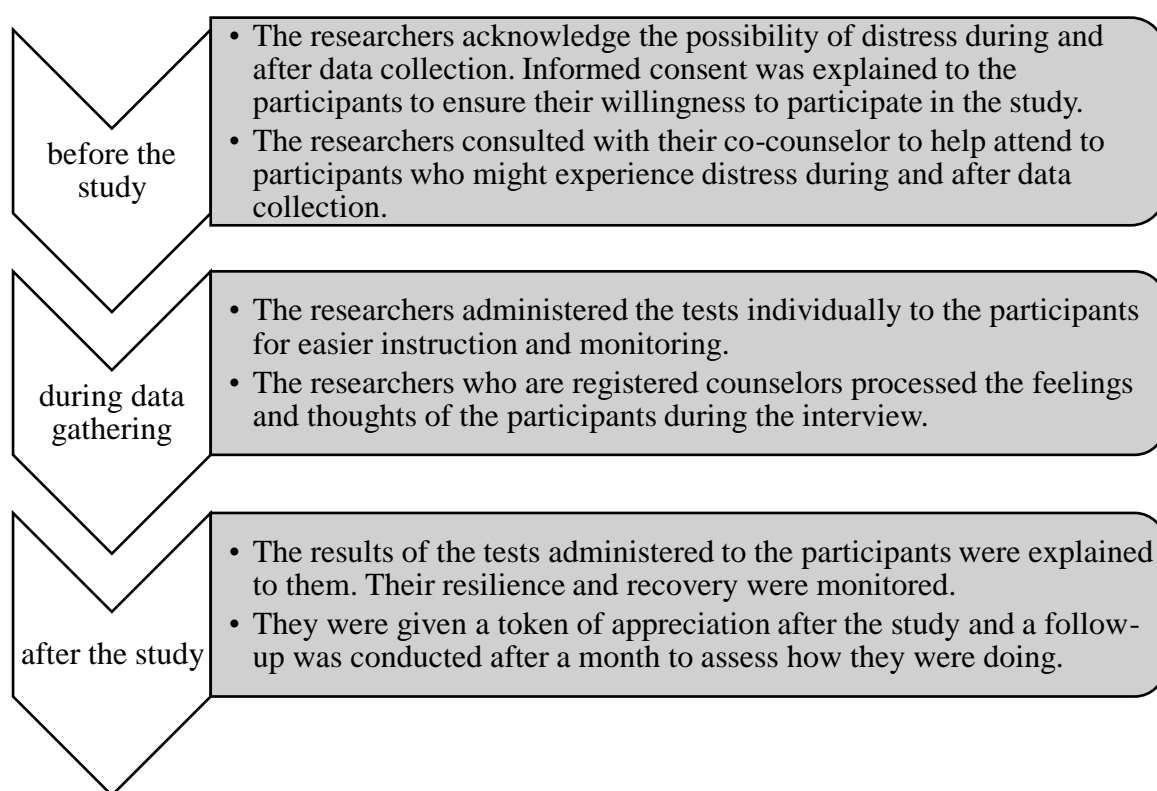 before the
study
• The researchers acknowledge the possibility of distress during and
after data collection. Informed consent was explained to the
participants to ensure their willingness to participate in the study.
• The researchers consulted with their co-counselor to help attend to
participants who might experience distress during and after data
collection.
during data
gathering
• The researchers administered the tests individually to the participants
for easier instruction and monitoring.
• The researchers who are registered counselors processed the feelings
and thoughts of the participants during the interview.
after the study
• The results of the tests administered to the participants were explained
to them. Their resilience and recovery were monitored.
• They were given a token of appreciation after the study and a follow-
up was conducted after a month to assess how they were doing.